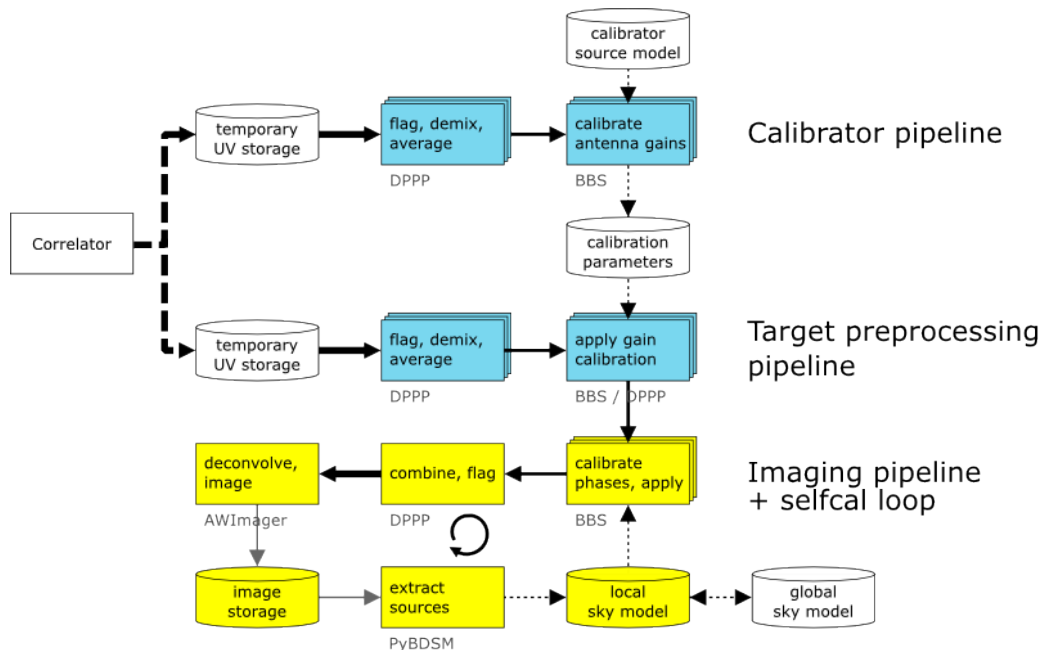 calibrator
source model
temporary
UV storage
flag, demix,
average
DPPP
calibrate
antenna gains
BBS
Calibrator pipeline
Correlator
calibration
parameters
temporary
UV storage
flag, demix,
average
DPPP
apply gain
calibration
BBS / DPPP
Target preprocessing
pipeline
deconvolve,
image
AWImager
combine, flag
DPPP
calibrate
phases, apply
BBS
Imaging pipeline
+ selfcal loop
image
storage
extract
sources
PyBDSM
local
sky model
global
sky model